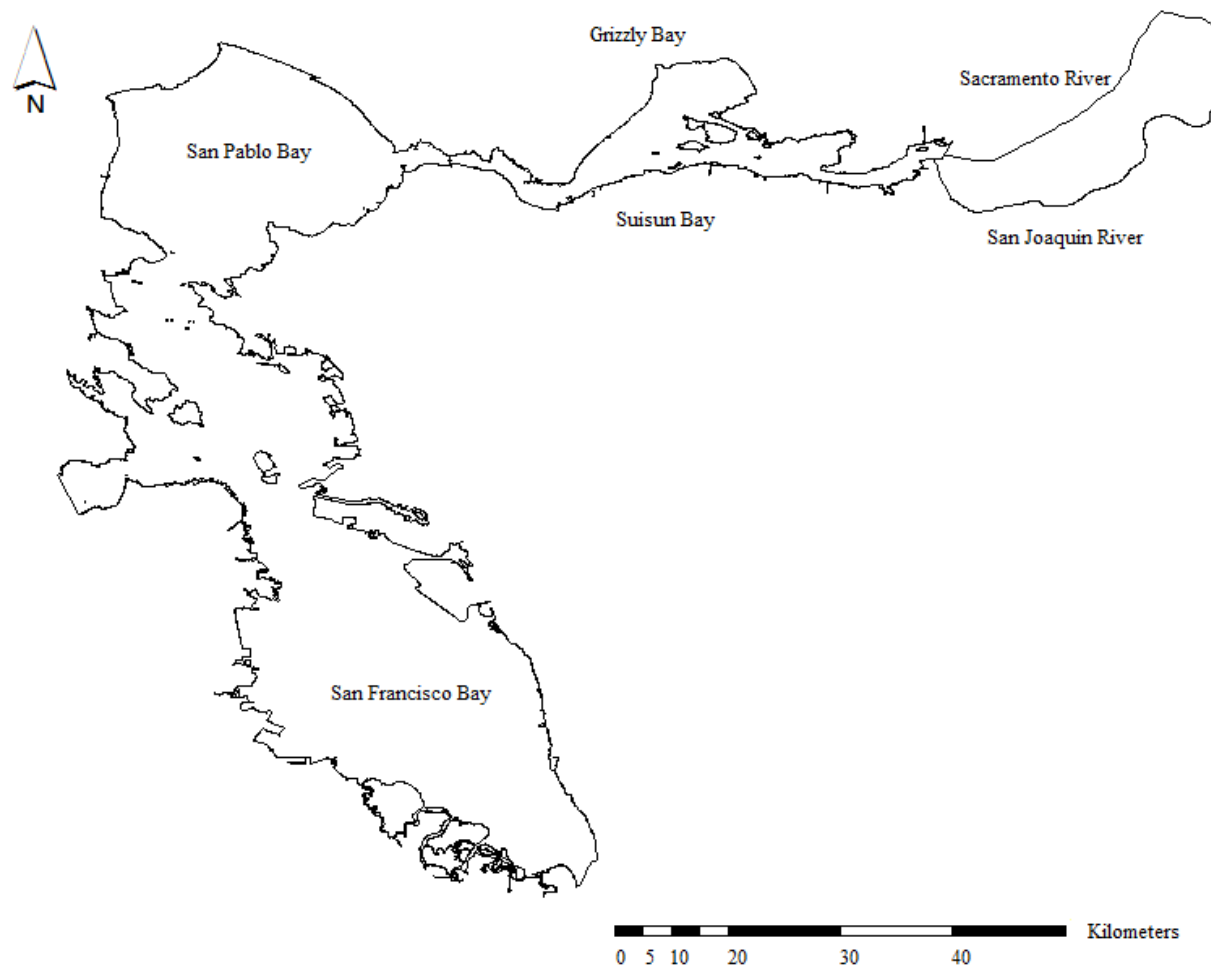 Grizzly Bay
Sacramento River
N
San Pablo Bay
Suisun Bay
San Joaquin River
San Francisco Bay
Kilometers
0 5 10 20 30 40